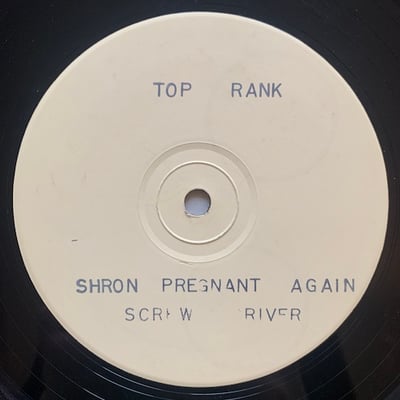 TOP RANK
SHRON PREGNANT AGAIN
SCREW RIVER